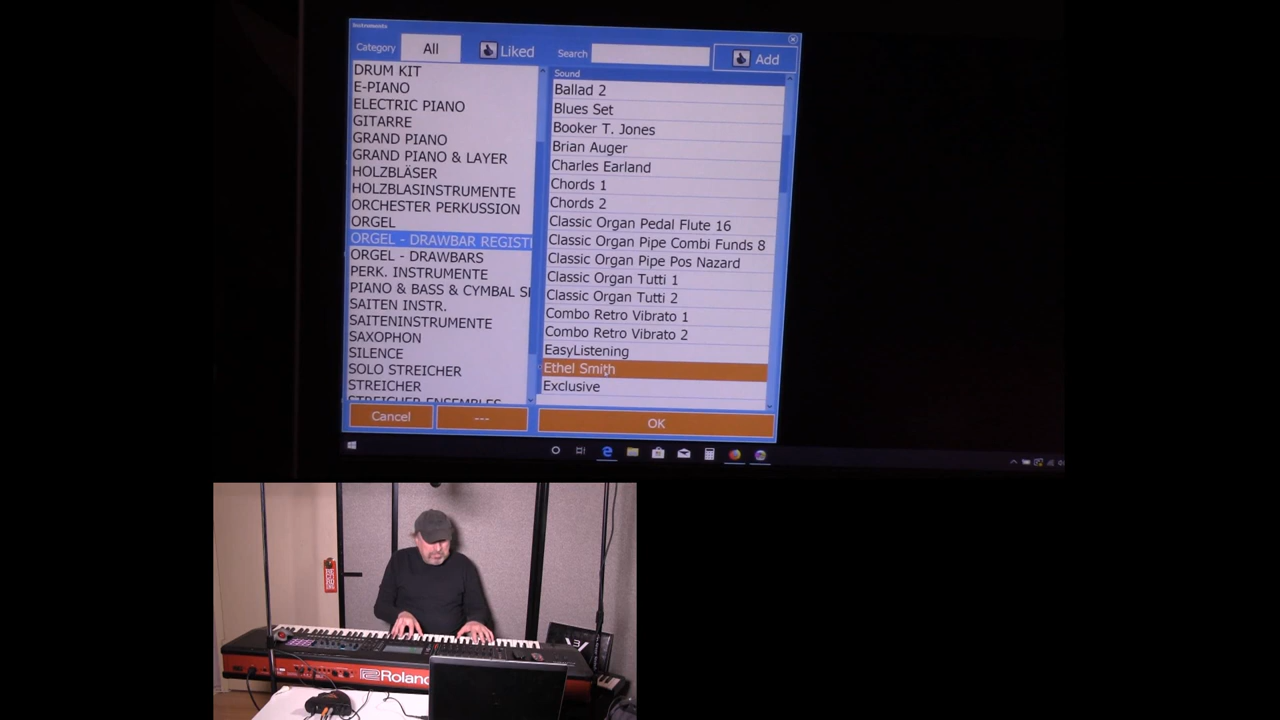 Instruments
Category
All
Liked
Search
Add
DRUM KIT
E-PIANO
ELECTRIC PIANO
GITARRE
GRAND PIANO
GRAND PIANO & LAYER
HOLZBLÄSER
HOLZBLASINSTRUMENTE
ORCHESTER PERKUSSION
ORGEL
ORGEL - DRAWBAR REGISTI
ORGEL - DRAWBARS
PERK. INSTRUMENTE
PIANO & BASS & CYMBAL S
SAITEN INSTR.
SAITENINSTRUMENTE
SAXOPHON
SILENCE
SOLO STREICHER
STREICHER
STREICHER ENSEMBLES
Sound
Ballad 2
Blues Set
Booker T. Jones
Brian Auger
Charles Earland
Chords 1
Chords 2
Classic Organ Pedal Flute 16
Classic Organ Pipe Combi Funds 8
Classic Organ Pipe Pos Nazard
Classic Organ Tutti 1
Classic Organ Tutti 2
Combo Retro Vibrato 1
Combo Retro Vibrato 2
EasyListening
Ethel Smith
Exclusive
Cancel
---
OK
Roland